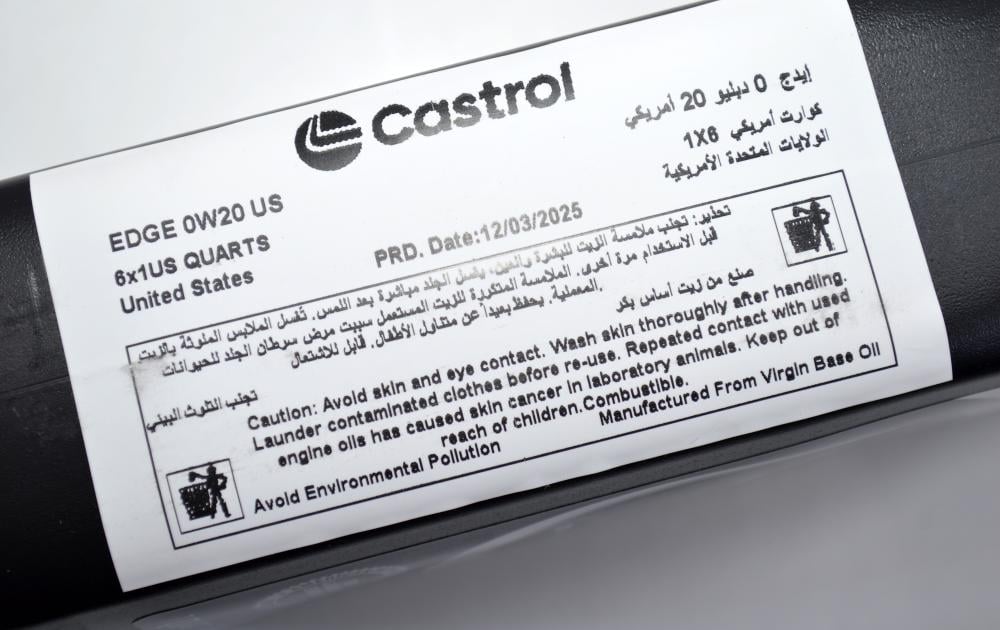 Castrol
EDGE 0W20 US
6x1US QUARTS
United States
إيدج 0 دبليو 20 أمريكي
1X6 كوارت أمريكي
الولايات المتحدة الأمريكية
PRD. Date:12/03/2025
تحذير: تجنب ملامسة الزيت للبشرة والعين، يغسل الجلد مباشرة بعد اللمس. تغسل الملابس الملوثة بالزيت
قبل الاستخدام مرة أخرى. الملامسة المتكررة للزيت المستعمل سببت مرض سرطان الجلد للحيوانات
المعملية. يحفظ بعيداً عن متناول الأطفال. قابل للاشتعال.
صنع من زيت أساس بكر
تجنب التلوث البيئي
Caution: Avoid skin and eye contact. Wash skin thoroughly after handling.
Launder contaminated clothes before re-use. Repeated contact with used
engine oils has caused skin cancer in laboratory animals. Keep out of
reach of children.Combustible.
Manufactured From Virgin Base Oil
Avoid Environmental Pollution